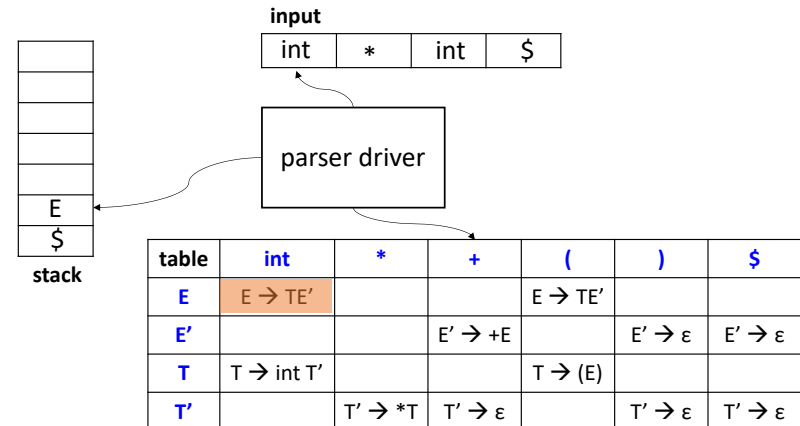 input
int * int $
parser driver
E
$
stack
table int * + ( ) $
E E → TE’ E → TE’
E’ E’ → +E E’ → ε E’ → ε
T T → int T’ T → (E)
T’ T’ → *T T’ → ε T’ → ε T’ → ε